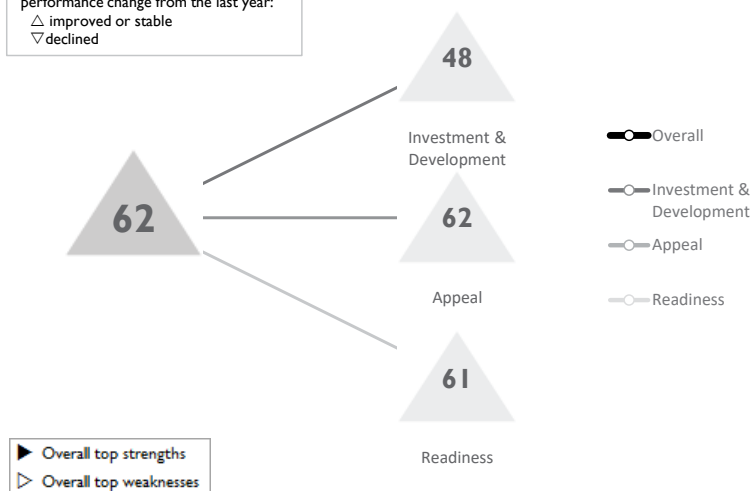 performance change from the last year:
△ improved or stable
▽ declined
48
Investment &
Development
62
62
Appeal
61
Readiness
Overall
Investment &
Development
Appeal
Readiness
▶ Overall top strengths
▷ Overall top weaknesses